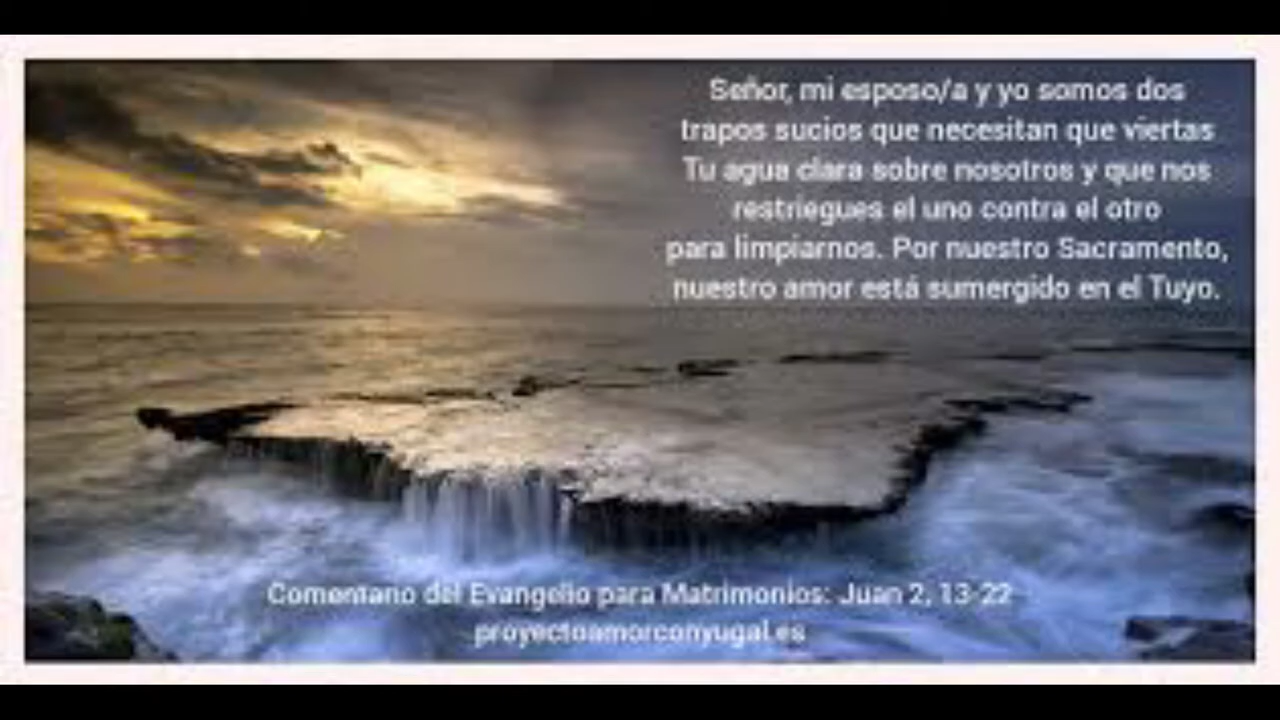 Señor, mi esposo/a y yo somos dos
trapos sucios que necesitan que viertas
Tu agua clara sobre nosotros y que nos
restriegues el uno contra el otro
para limpiarnos. Por nuestro Sacramento,
nuestro amor está sumergido en el Tuyo.
Comentario del Evangelio para Matrimonios: Juan 2, 13-22
proyectoamorconyugal.es